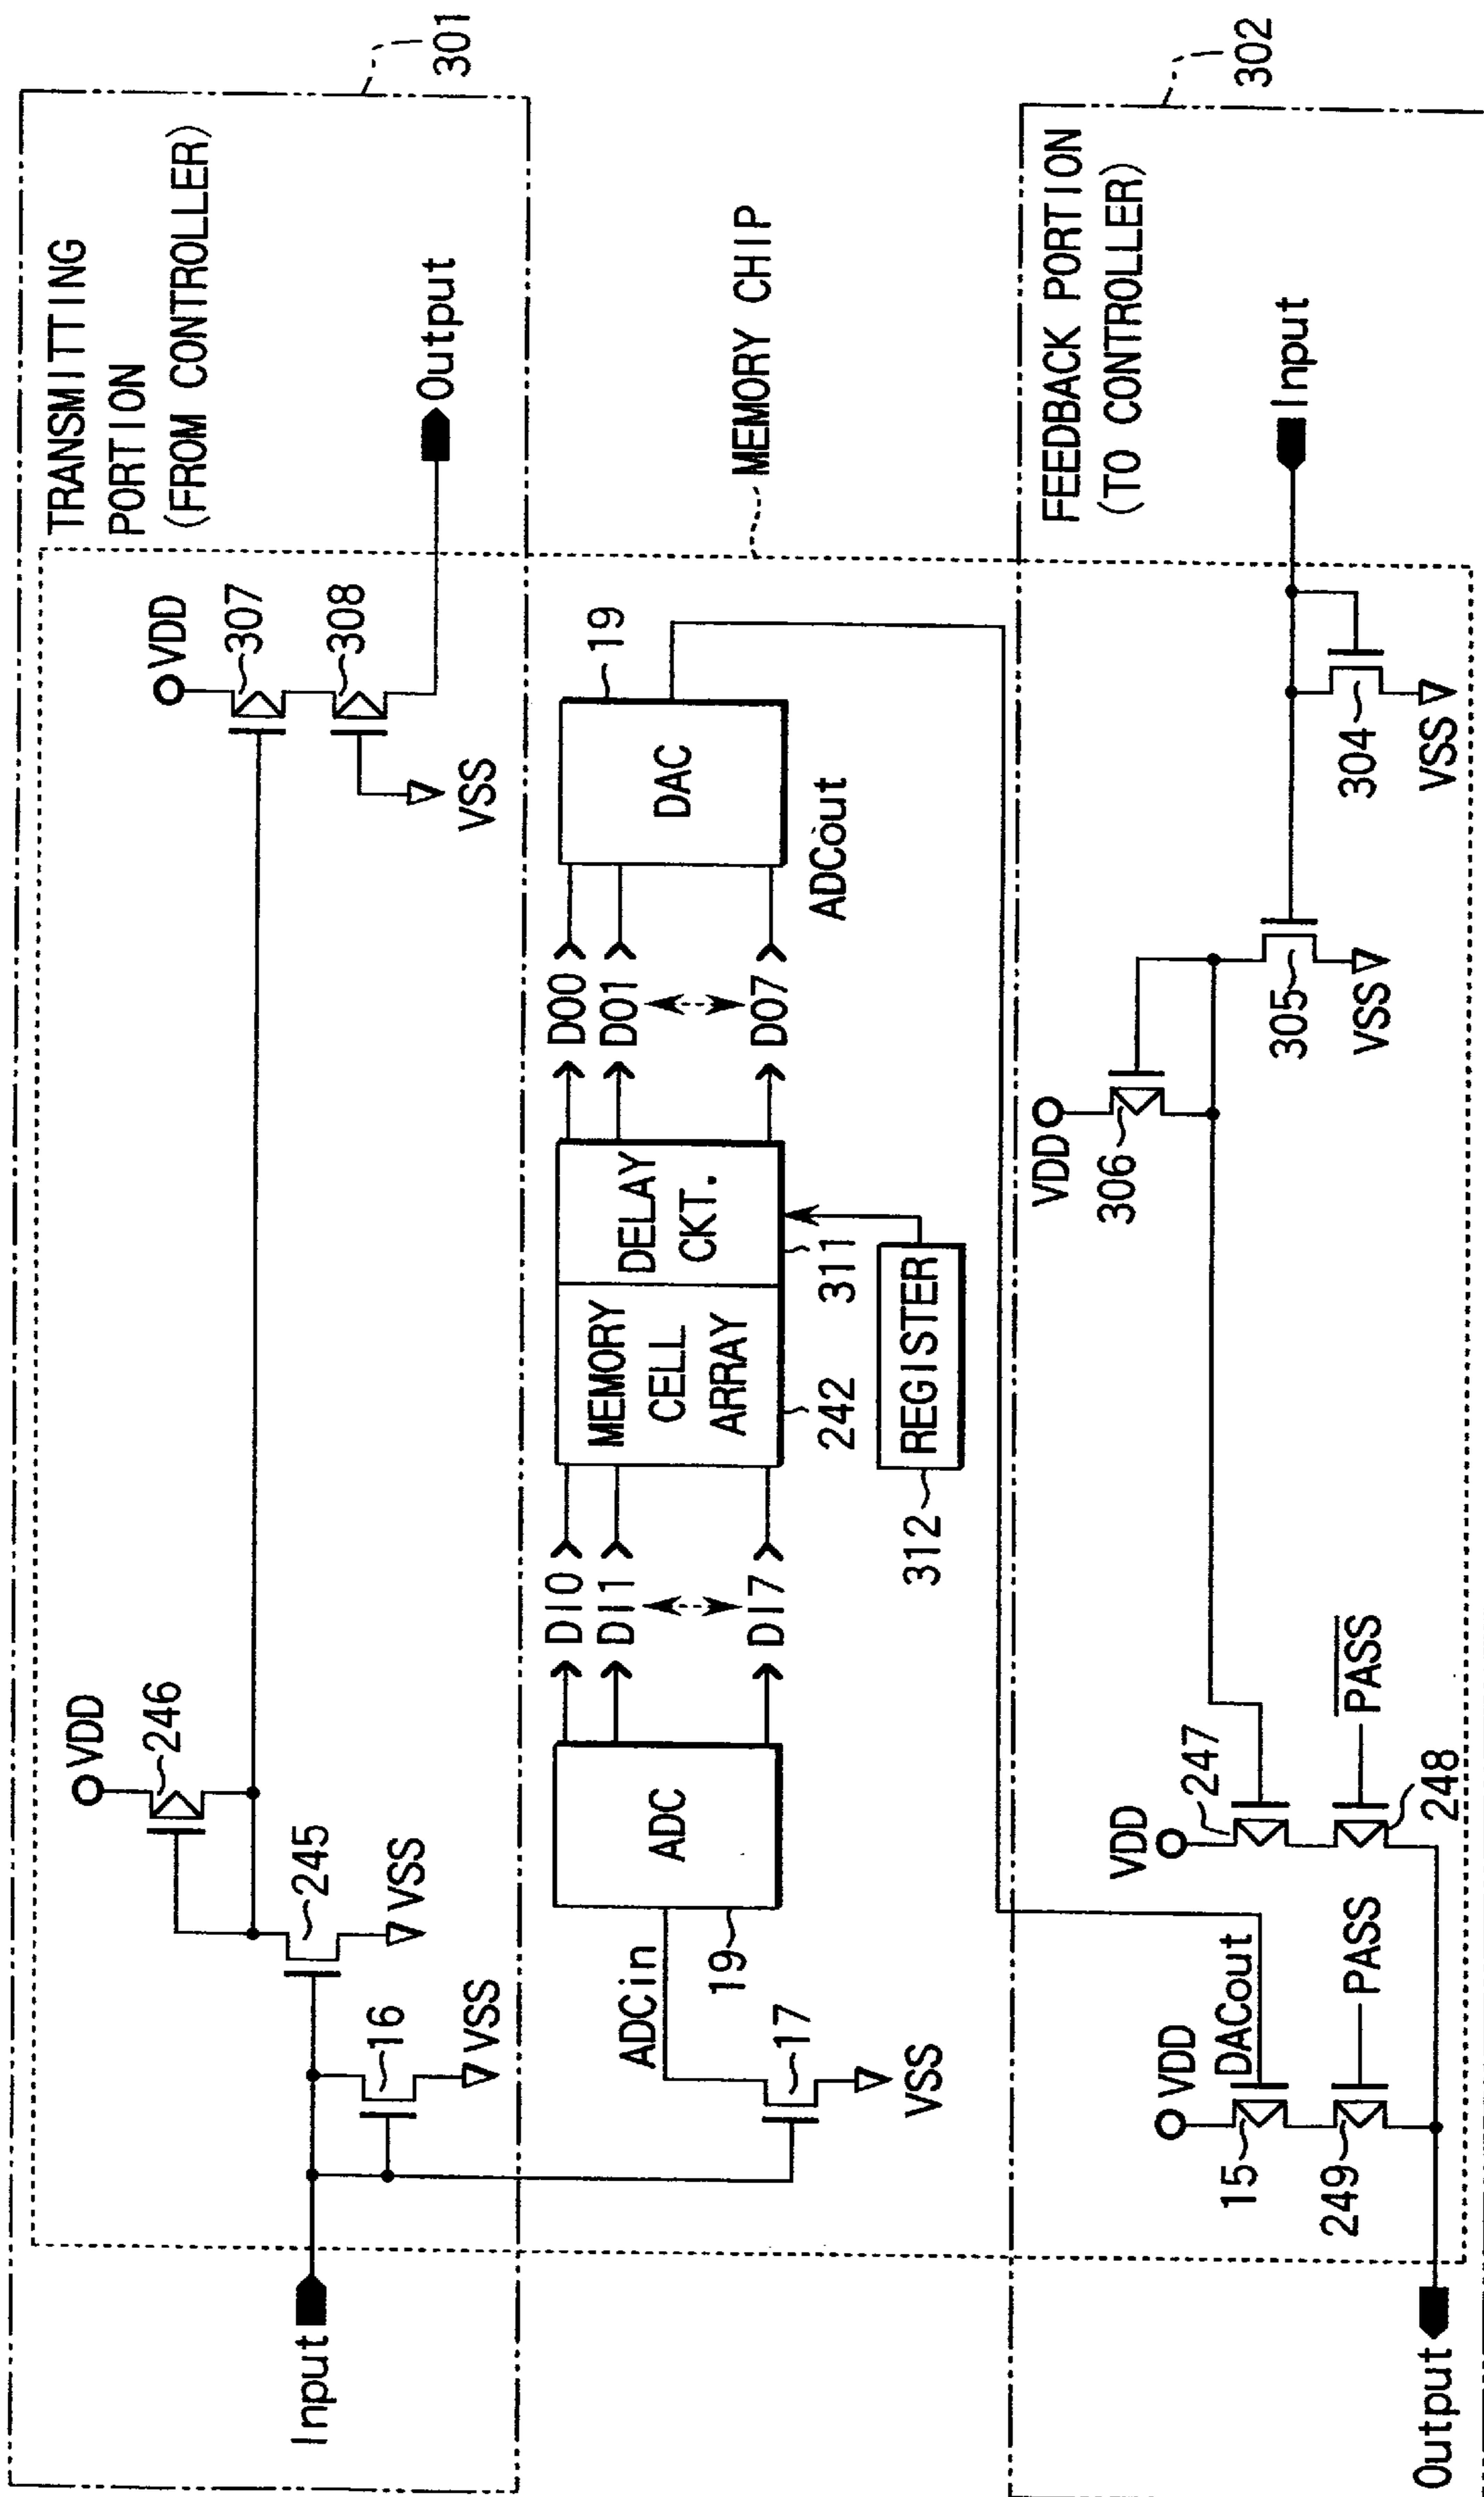 TRANSMITTING
PORTION
(FROM CONTROLLER)
301
VDD
246
VDD
307
308
VSS
Output
Input
245
VSS
16
VSS
MEMORY CHIP
ADCin
17
VSS
ADC
19
DI0
DI1
DI7
MEMORY
CELL
ARRAY
242
DELAY
CKT.
311
REGISTER
312
DO0
DO1
DO7
DAC
19
ADCout
FEEDBACK PORTION
(TO CONTROLLER)
302
VDD
306
Input
305
VSS
304
VSS
VDD
247
PASS
248
VDD
DACout
15
PASS
249
Output